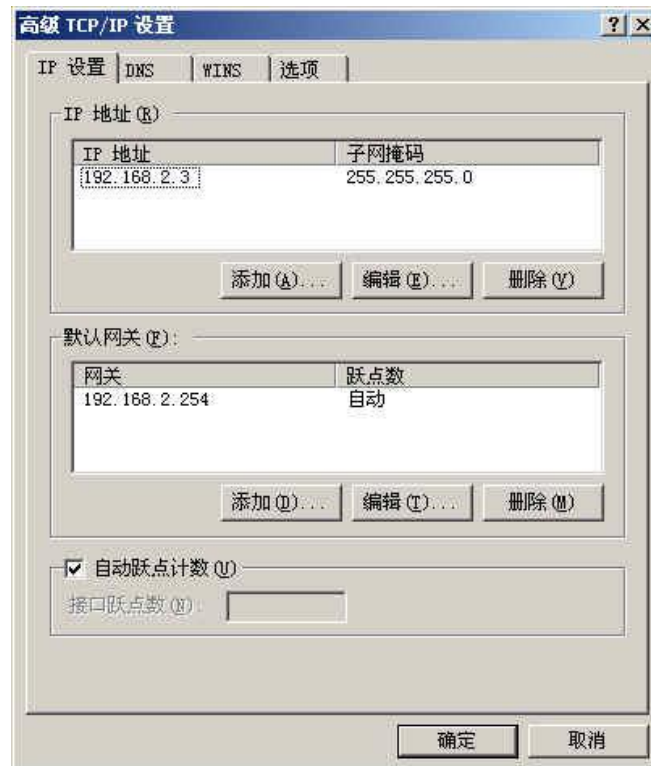 高级 TCP/IP 设置
IP 设置 DNS WINS 选项
IP 地址(R)
IP 地址 子网掩码
192.168.2.3 255.255.255.0
添加(A)... 编辑(E)... 删除(V)
默认网关(F):
网关 跃点数
192.168.2.254 自动
添加(D)... 编辑(T)... 删除(M)
自动跃点计数(U)
接口跃点数(N):
确定 取消